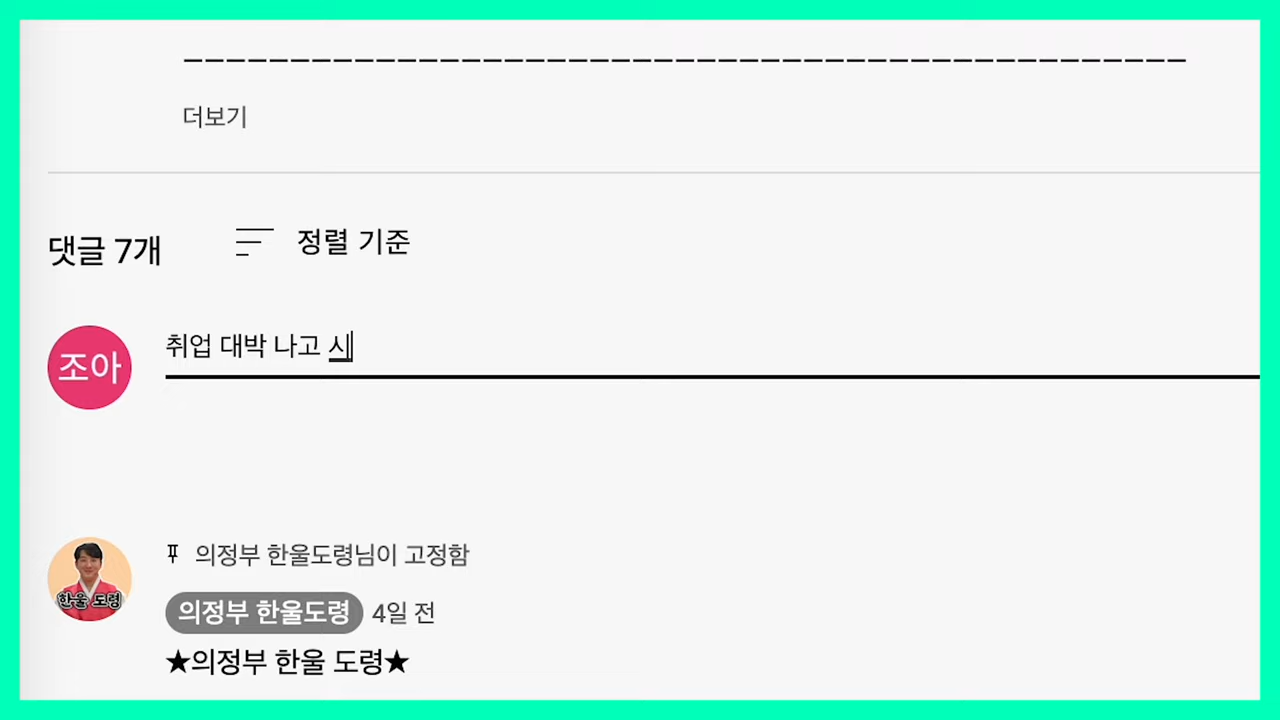 더보기
댓글 7개
정렬 기준
조아
취업 대박 나고 시
의정부 한울도령님이 고정함
한울 도령
의정부 한울도령 4일 전
★의정부 한울 도령★